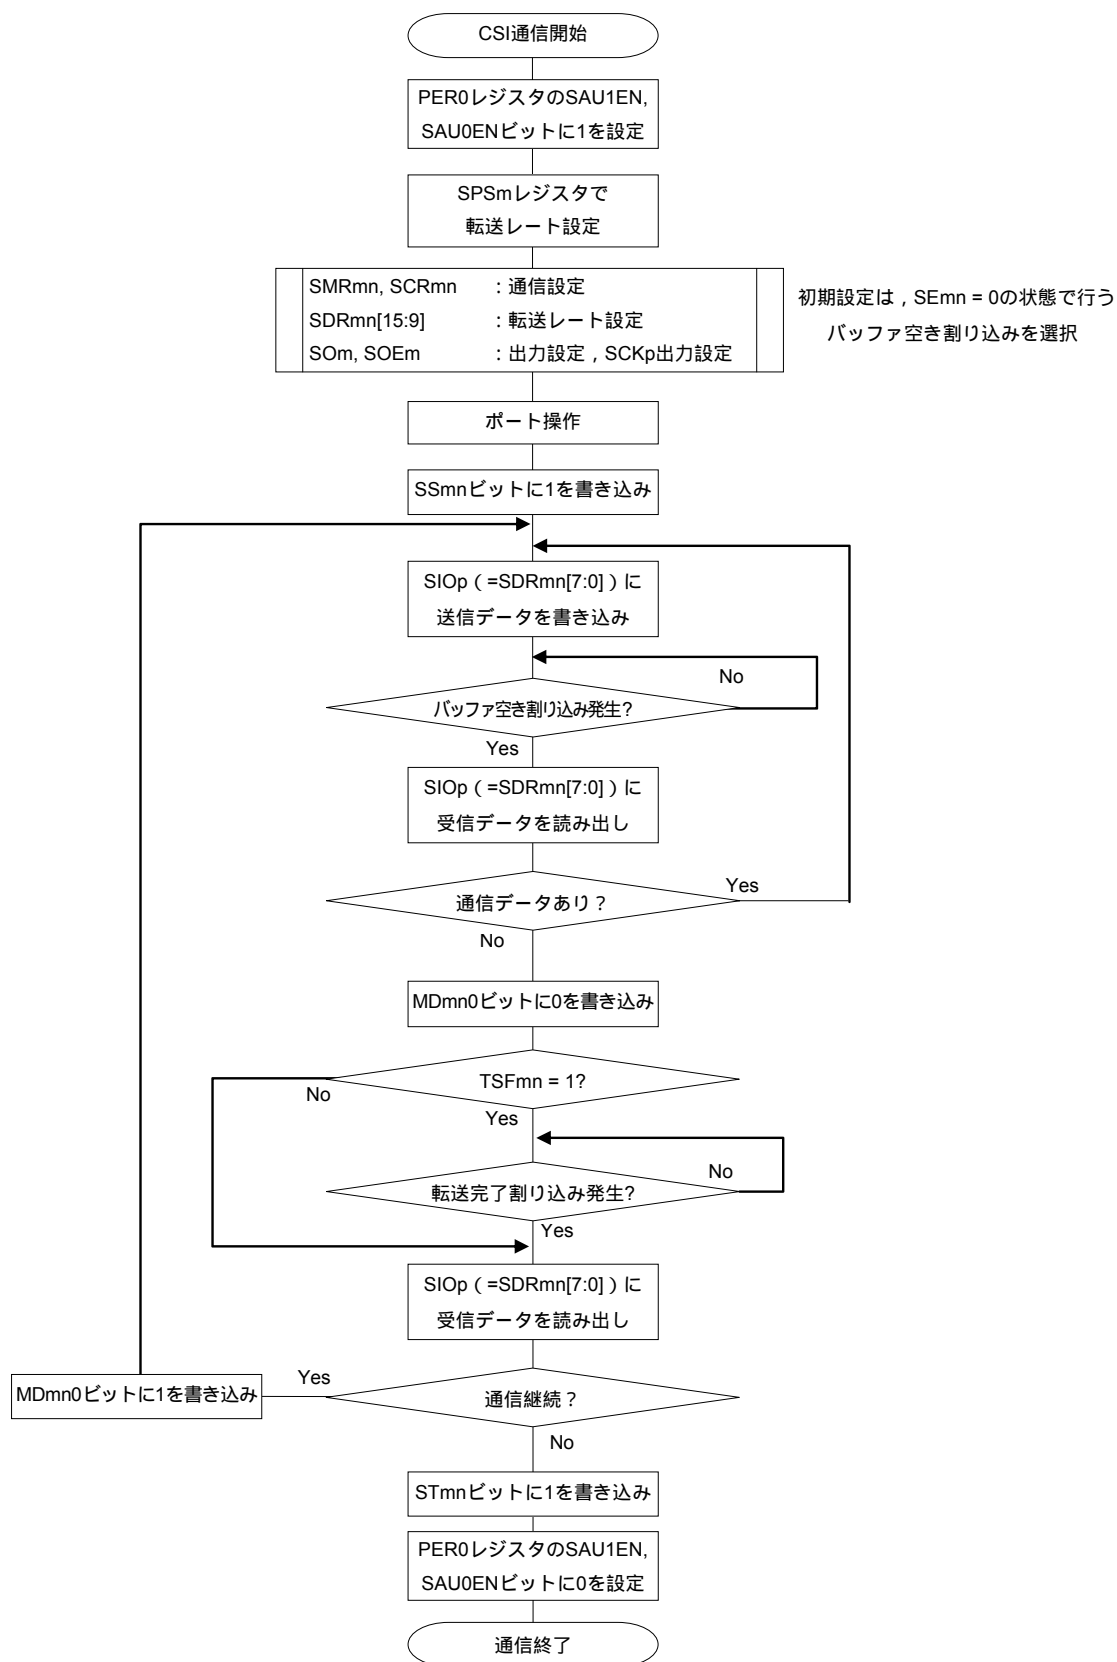 CSI通信開始
PER0レジスタのSAU1EN,
SAU0ENビットに1を設定
SPSmレジスタで
転送レート設定
SMRmn, SCRmn ：通信設定
SDRmn[15:9] ：転送レート設定
SOm, SOEm ：出力設定，SCKp出力設定
初期設定は，SEmn = 0の状態で行う
バッファ空き割り込みを選択
ポート操作
SSmnビットに1を書き込み
SIOp（=SDRmn[7:0]）に
送信データを書き込み
No
バッファ空き割り込み発生?
Yes
SIOp（=SDRmn[7:0]）に
受信データを読み出し
Yes
通信データあり？
No
MDmn0ビットに0を書き込み
TSFmn = 1?
No
Yes
No
転送完了割り込み発生?
Yes
SIOp（=SDRmn[7:0]）に
受信データを読み出し
Yes
MDmn0ビットに1を書き込み
通信継続？
No
STmnビットに1を書き込み
PER0レジスタのSAU1EN,
SAU0ENビットに0を設定
通信終了